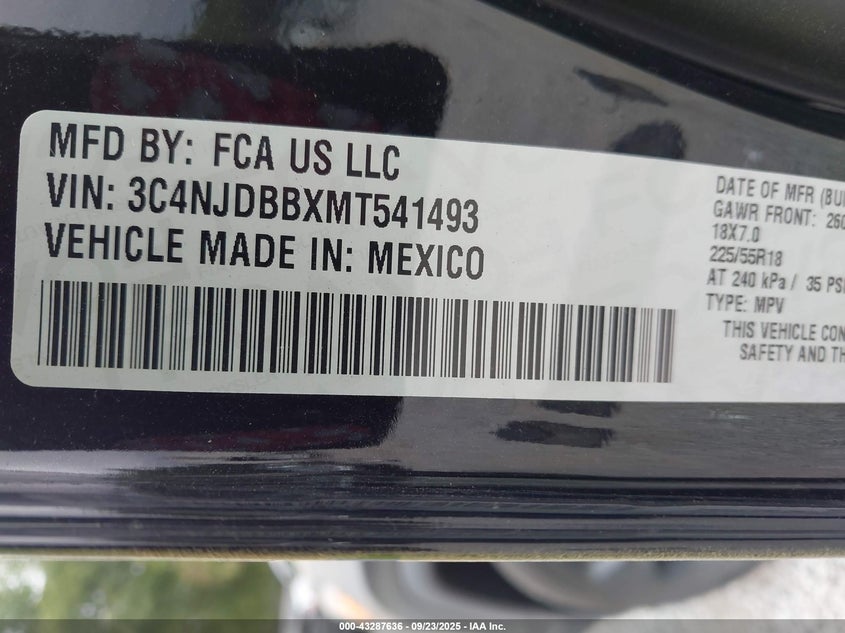 MFD BY: FCA US LLC
VIN: 3C4NJDBBXMT541493
VEHICLE MADE IN: MEXICO
DATE OF MFR
GAWR FRONT:
18X7.0
225/55R18
AT 240 kPa / 35
TYPE: MPV
THIS VEHICLE
SAFETY AND
000-43287636 - 09/23/2025 - IAA Inc.